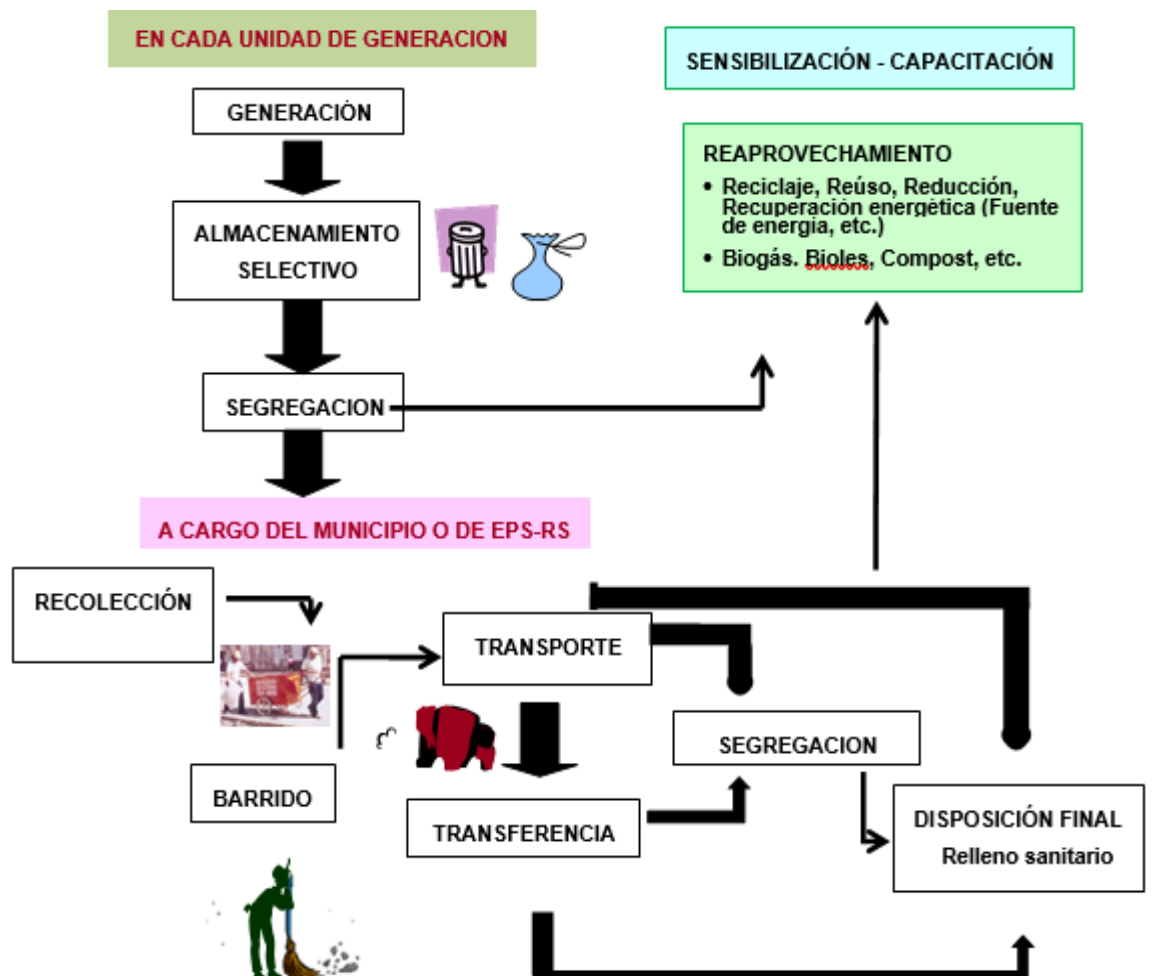 EN CADA UNIDAD DE GENERACION
SENSIBILIZACIÓN - CAPACITACIÓN
GENERACIÓN
REAPROVECHAMIENTO
• Reciclaje, Reúso, Reducción,
Recuperación energética (Fuente
de energía, etc.)
• Biogás. Bioles, Compost, etc.
ALMACENAMIENTO
SELECTIVO
SEGREGACION
A CARGO DEL MUNICIPIO O DE EPS-RS
RECOLECCIÓN
TRANSPORTE
SEGREGACION
BARRIDO
TRANSFERENCIA
DISPOSICIÓN FINAL
Relleno sanitario